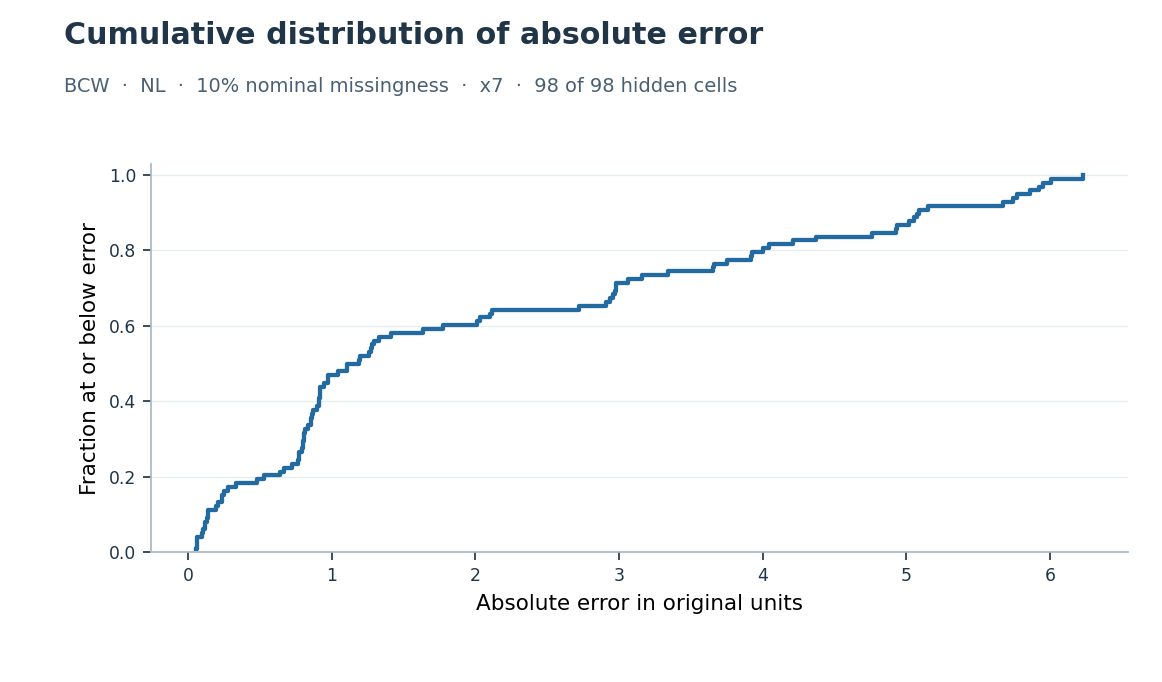 Cumulative distribution of absolute error
BCW · NL · 10% nominal missingness · x7 · 98 of 98 hidden cells
Fraction at or below error
1.0
0.8
0.6
0.4
0.2
0.0
0 1 2 3 4 5 6
Absolute error in original units